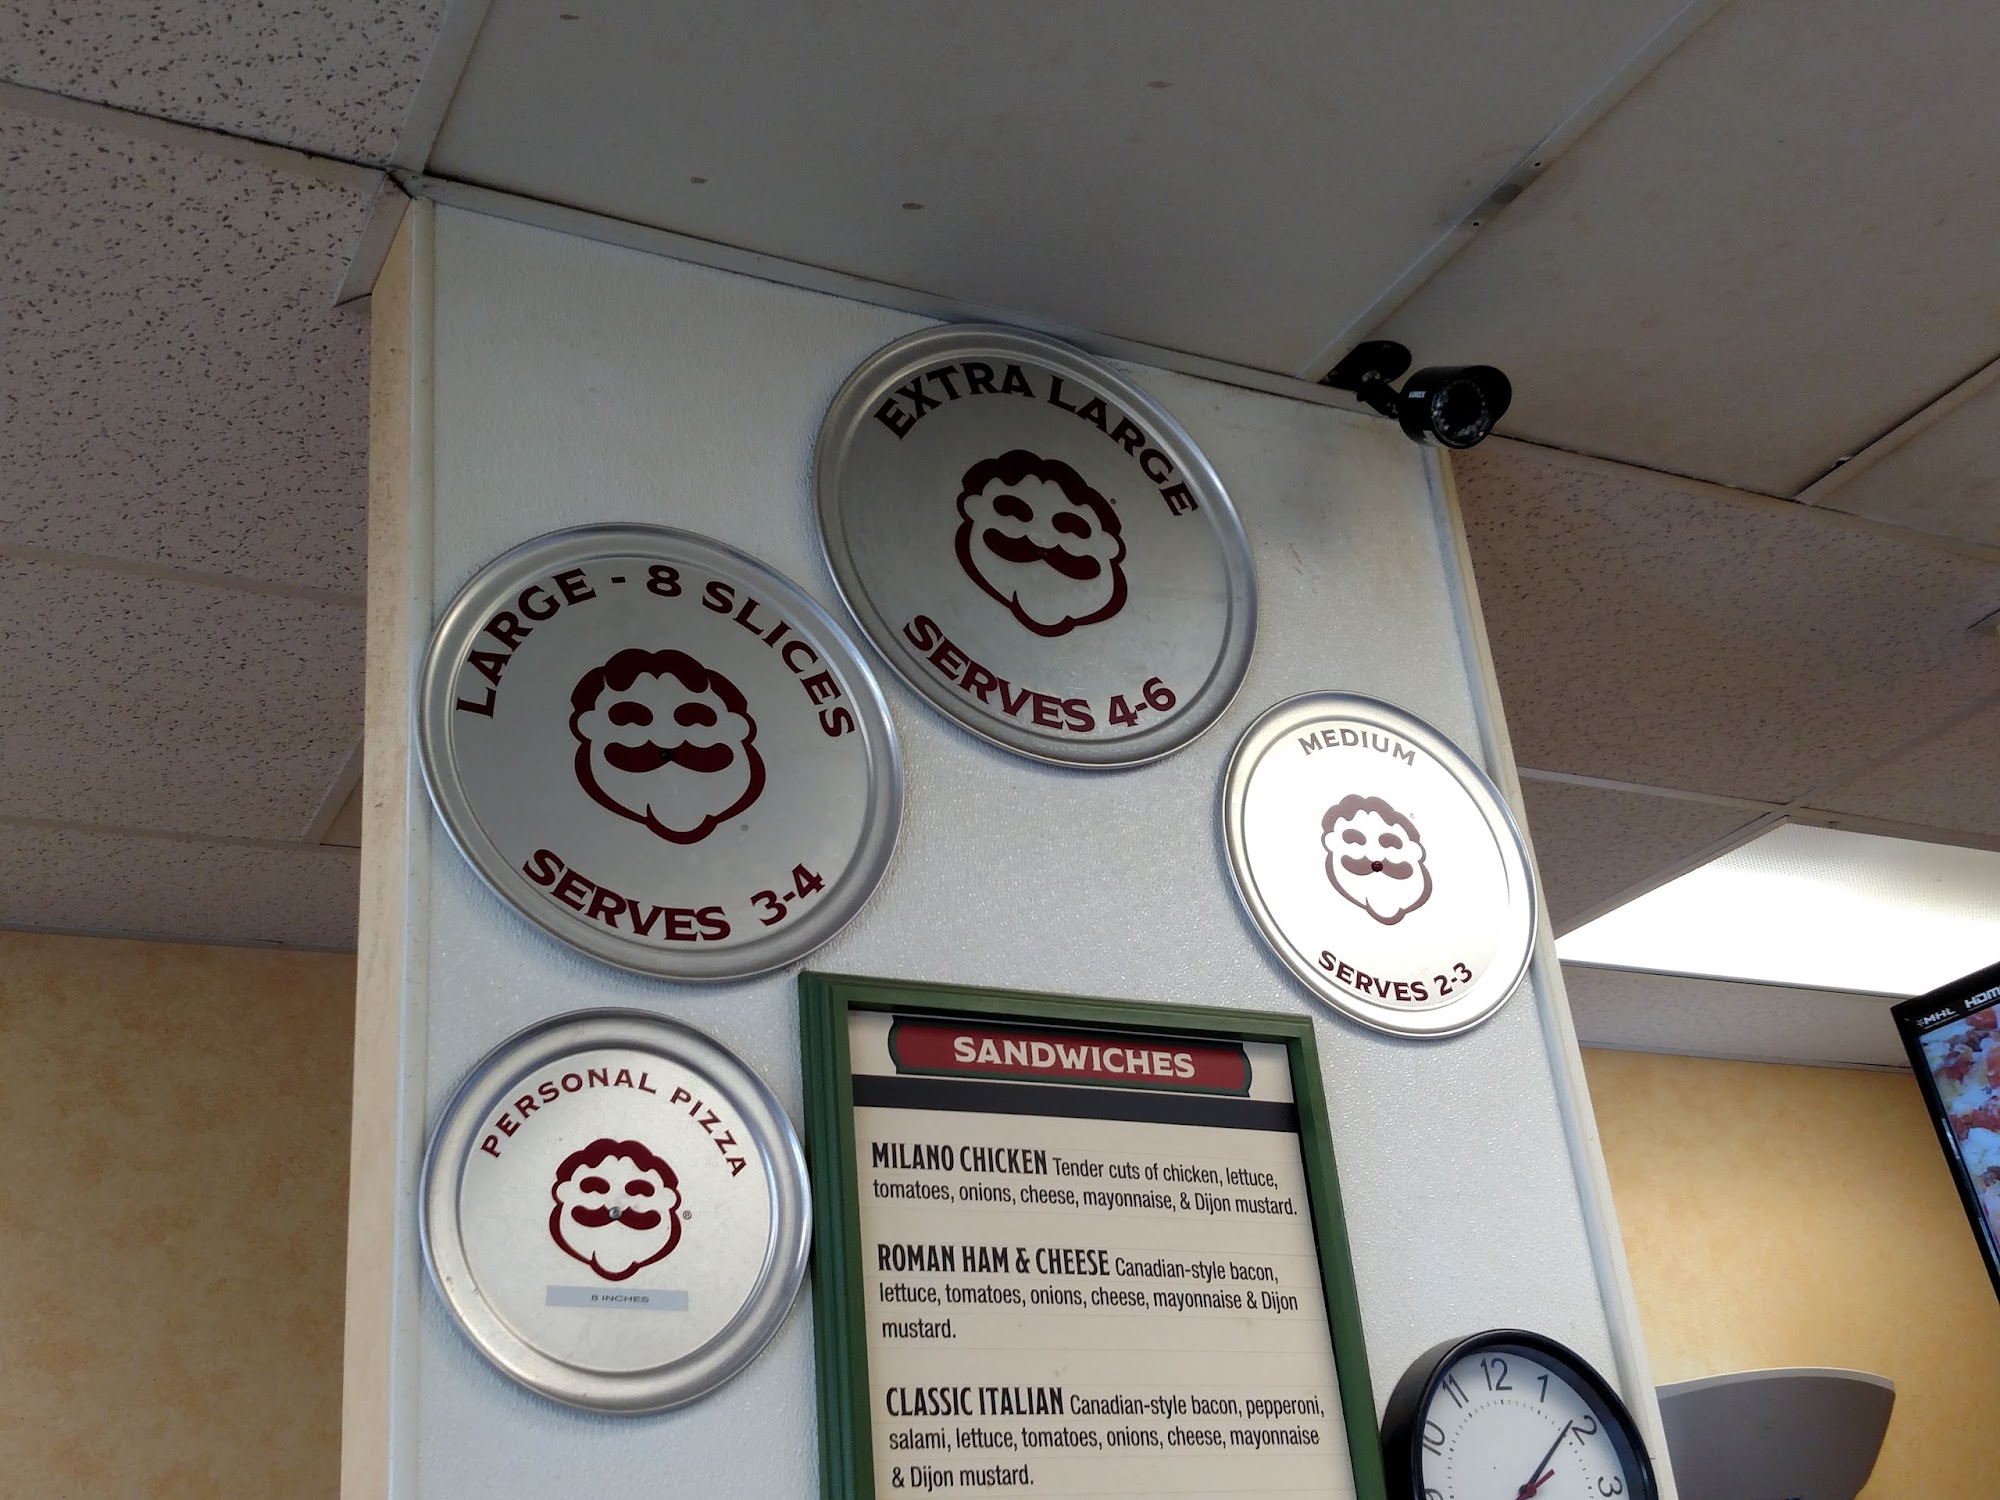 EXTRA LARGE
SERVES 4-6
LARGE - 8 SLICES
SERVES 3-4
MEDIUM
SERVES 2-3
PERSONAL PIZZA
®
8 INCHES
SANDWICHES
MILANO CHICKEN Tender cuts of chicken, lettuce,
tomatoes, onions, cheese, mayonnaise, & Dijon mustard.
ROMAN HAM & CHEESE Canadian-style bacon,
lettuce, tomatoes, onions, cheese, mayonnaise & Dijon
mustard.
CLASSIC ITALIAN Canadian-style bacon, pepperoni,
salami, lettuce, tomatoes, onions, cheese, mayonnaise
& Dijon mustard.
LOREX
MHL HDMI
10 11 12 1 2 3